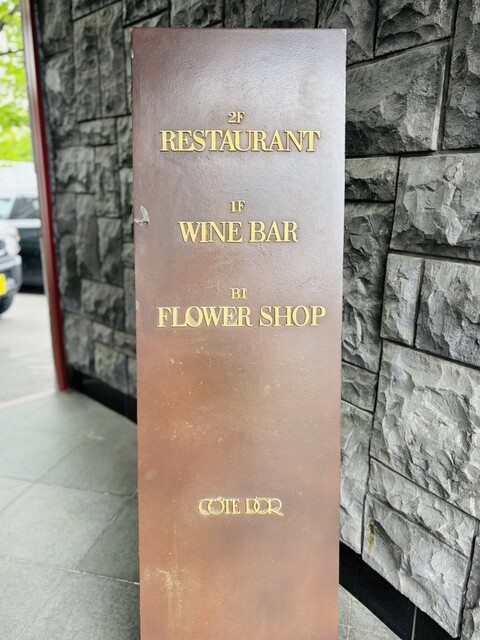 2F
RESTAURANT
1F
WINE BAR
B1
FLOWER SHOP
CÔTE D'OR